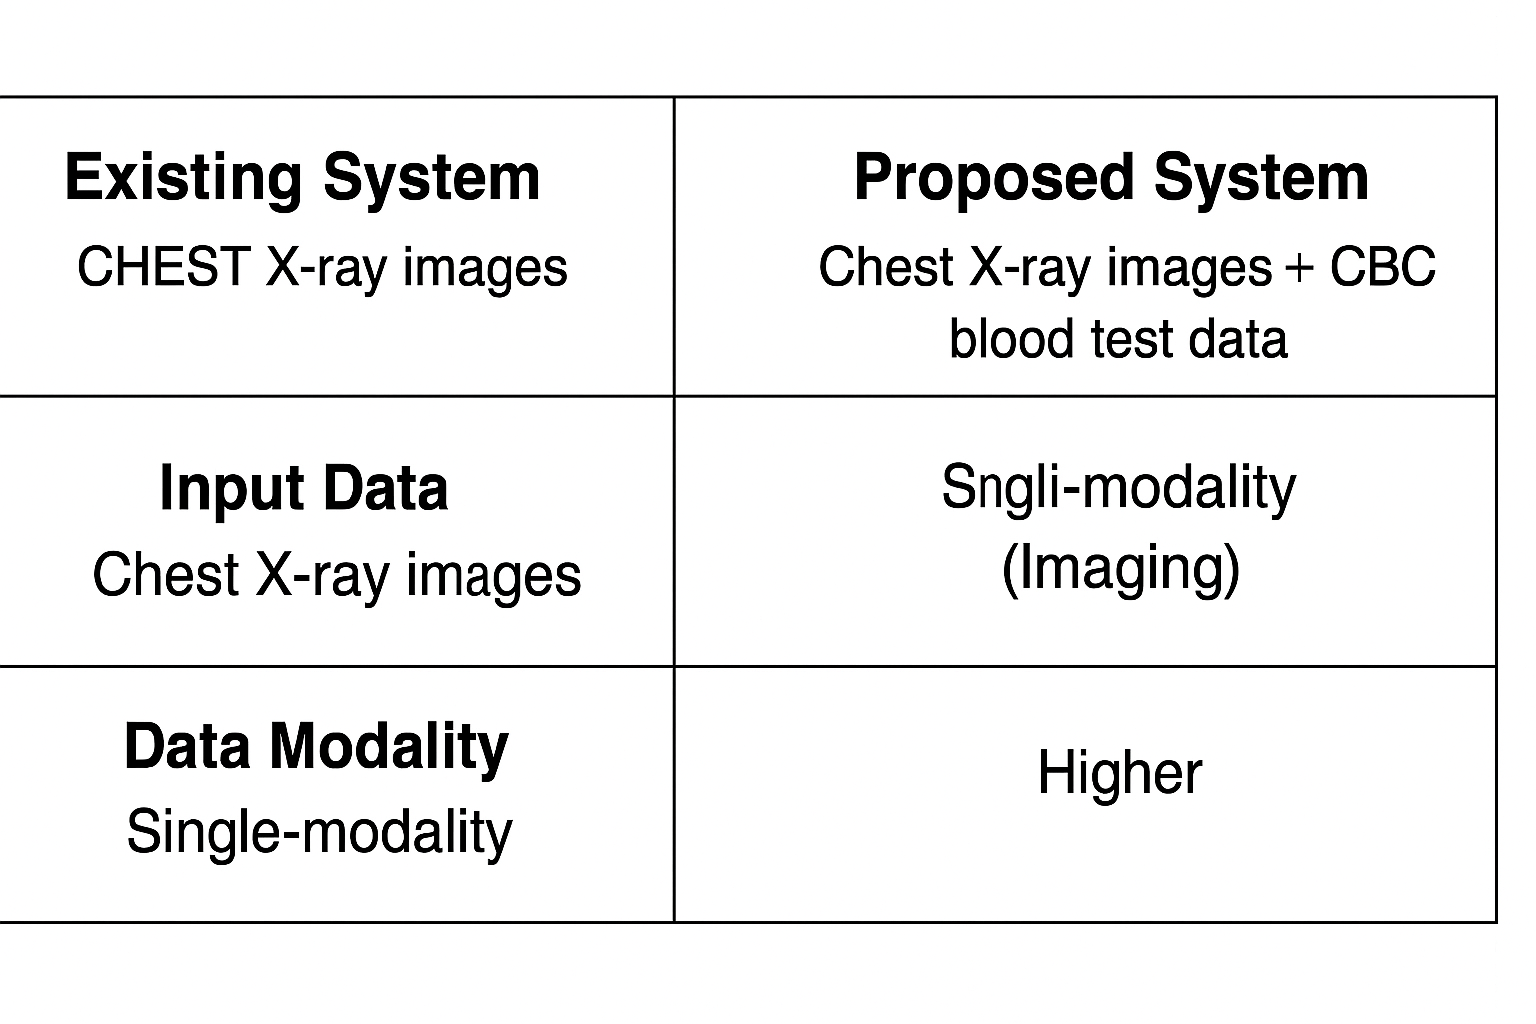 Existing System
CHEST X-ray images
Proposed System
Chest X-ray images + CBC
blood test data
Input Data
Chest X-ray images
Sngli-modality
(Imaging)
Data Modality
Single-modality
Higher